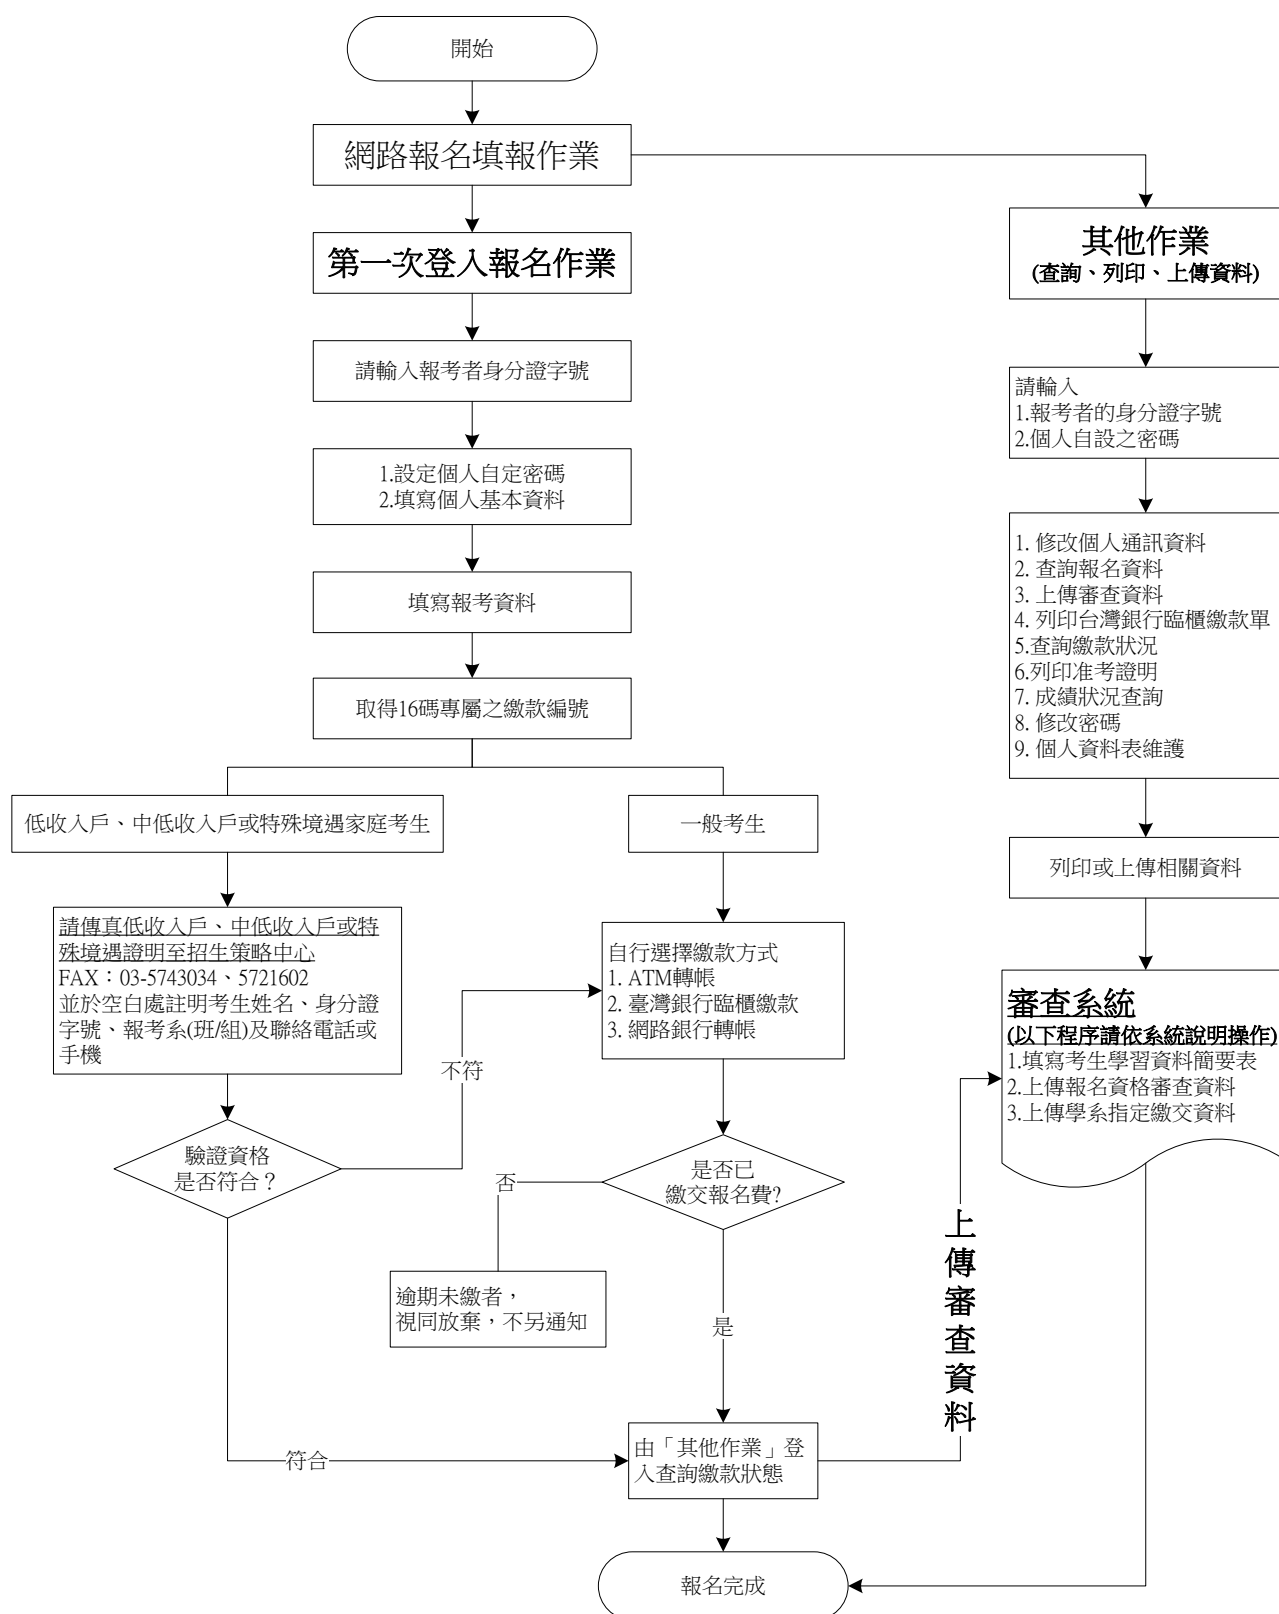 開始
網路報名填報作業
第一次登入報名作業
請輸入報考者身分證字號
1.設定個人自定密碼
2.填寫個人基本資料
填寫報考資料
取得16碼專屬之繳款編號
低收入戶、中低收入戶或特殊境遇家庭考生
一般考生
請傳真低收入戶、中低收入戶或特
殊境遇證明至招生策略中心
FAX：03-5743034、5721602
並於空白處註明考生姓名、身分證
字號、報考系(班/組)及聯絡電話或
手機
自行選擇繳款方式
1. ATM轉帳
2. 臺灣銀行臨櫃繳款
3. 網路銀行轉帳
不符
驗證資格
是否符合？
是否已
繳交報名費?
否
逾期未繳者，
視同放棄，不另通知
是
符合
由「其他作業」登
入查詢繳款狀態
報名完成
其他作業
(查詢、列印、上傳資料)
請輸入
1.報考者的身分證字號
2.個人自設之密碼
1. 修改個人通訊資料
2. 查詢報名資料
3. 上傳審查資料
4. 列印台灣銀行臨櫃繳款單
5.查詢繳款狀況
6.列印准考證明
7. 成績狀況查詢
8. 修改密碼
9. 個人資料表維護
列印或上傳相關資料
審查系統
(以下程序請依系統說明操作)
1.填寫考生學習資料簡要表
2.上傳報名資格審查資料
3.上傳學系指定繳交資料
上傳審查資料